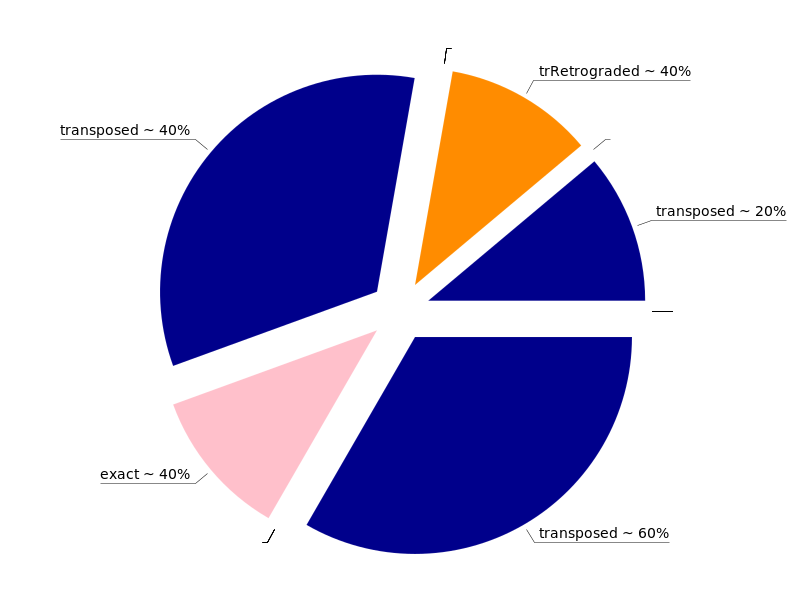 trRetrograded ~ 40%
transposed ~ 40%
transposed ~ 20%
exact ~ 40%
transposed ~ 60%